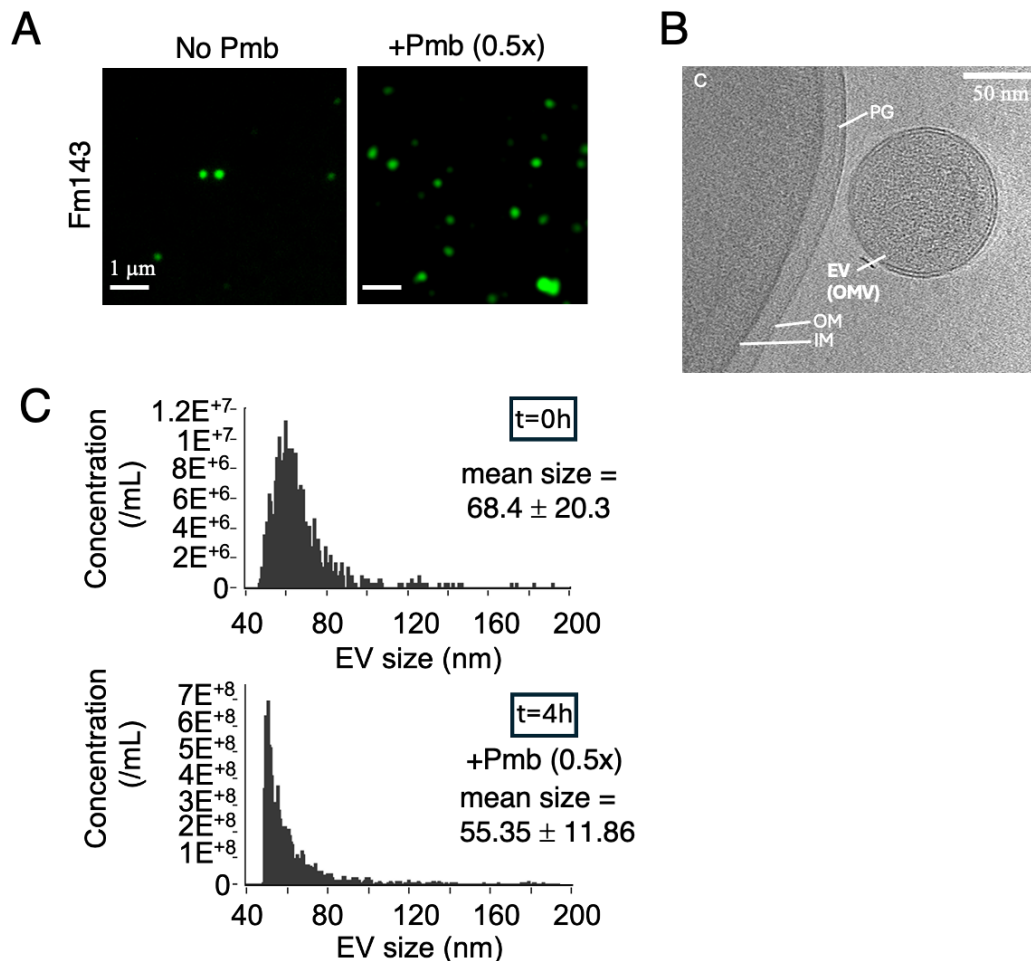 A
No Pmb
+Pmb (0.5x)
Fm143
1 μm
B
C
50 nm
PG
EV
(OMV)
OM
IM
C
Concentration
(/mL)
1.2E+7
1E+7
8E+6
6E+6
4E+6
2E+6
0
t=0h
mean size =
68.4 ± 20.3
40 80 120 160 200
EV size (nm)
Concentration
(/mL)
7E+8
6E+8
5E+8
4E+8
3E+8
2E+8
1E+8
0
t=4h
+Pmb (0.5x)
mean size =
55.35 ± 11.86
40 80 120 160 200
EV size (nm)